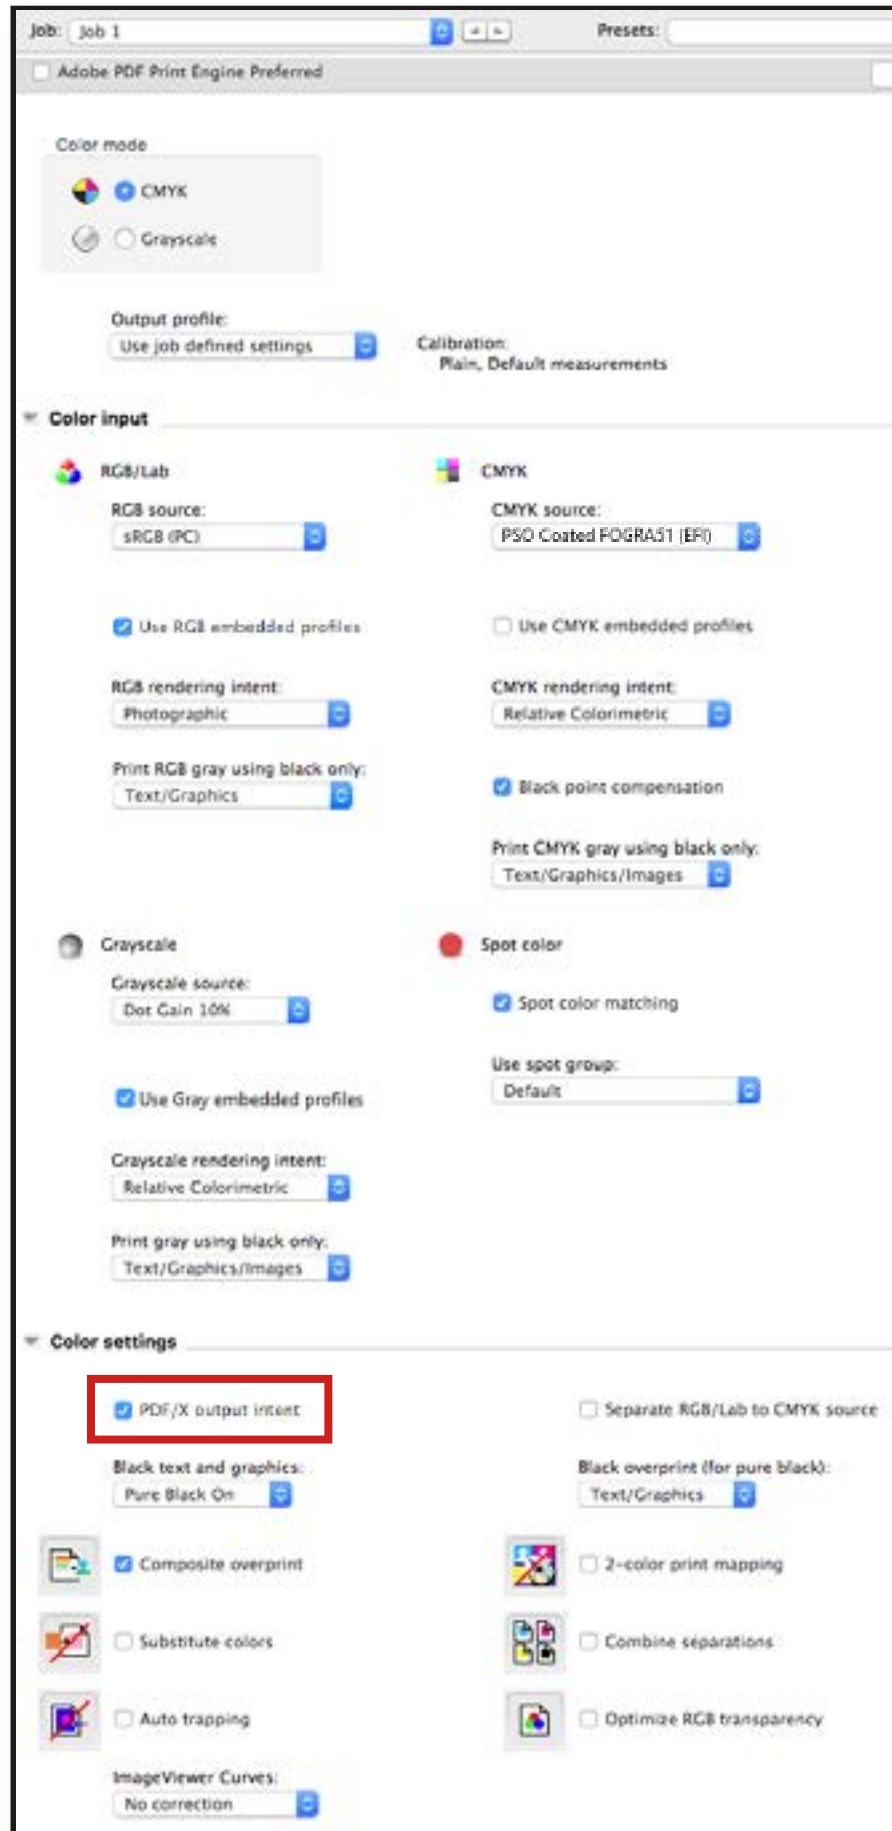 Job: Job 1 Presets:
Adobe PDF Print Engine Preferred
Color mode
CMYK
Grayscale
Output profile:
Use job defined settings
Calibration:
Plain, Default measurements
Color input
RGB/Lab
RGB source:
sRGB (PC)
Use RGB embedded profiles
RGB rendering intent:
Photographic
Print RGB gray using black only:
Text/Graphics
CMYK
CMYK source:
PSO Coated FOGRA51 (EFI)
Use CMYK embedded profiles
CMYK rendering intent:
Relative Colorimetric
Black point compensation
Print CMYK gray using black only:
Text/Graphics/Images
Grayscale
Grayscale source:
Dot Gain 10%
Use Gray embedded profiles
Grayscale rendering intent:
Relative Colorimetric
Print gray using black only:
Text/Graphics/Images
Spot color
Spot color matching
Use spot group:
Default
Color settings
PDF/X output intent
Separate RGB/Lab to CMYK source
Black text and graphics:
Pure Black On
Black overprint (for pure black):
Text/Graphics
Composite overprint
2-color print mapping
Substitute colors
Combine separations
Auto trapping
Optimize RGB transparency
ImageViewer Curves:
No correction